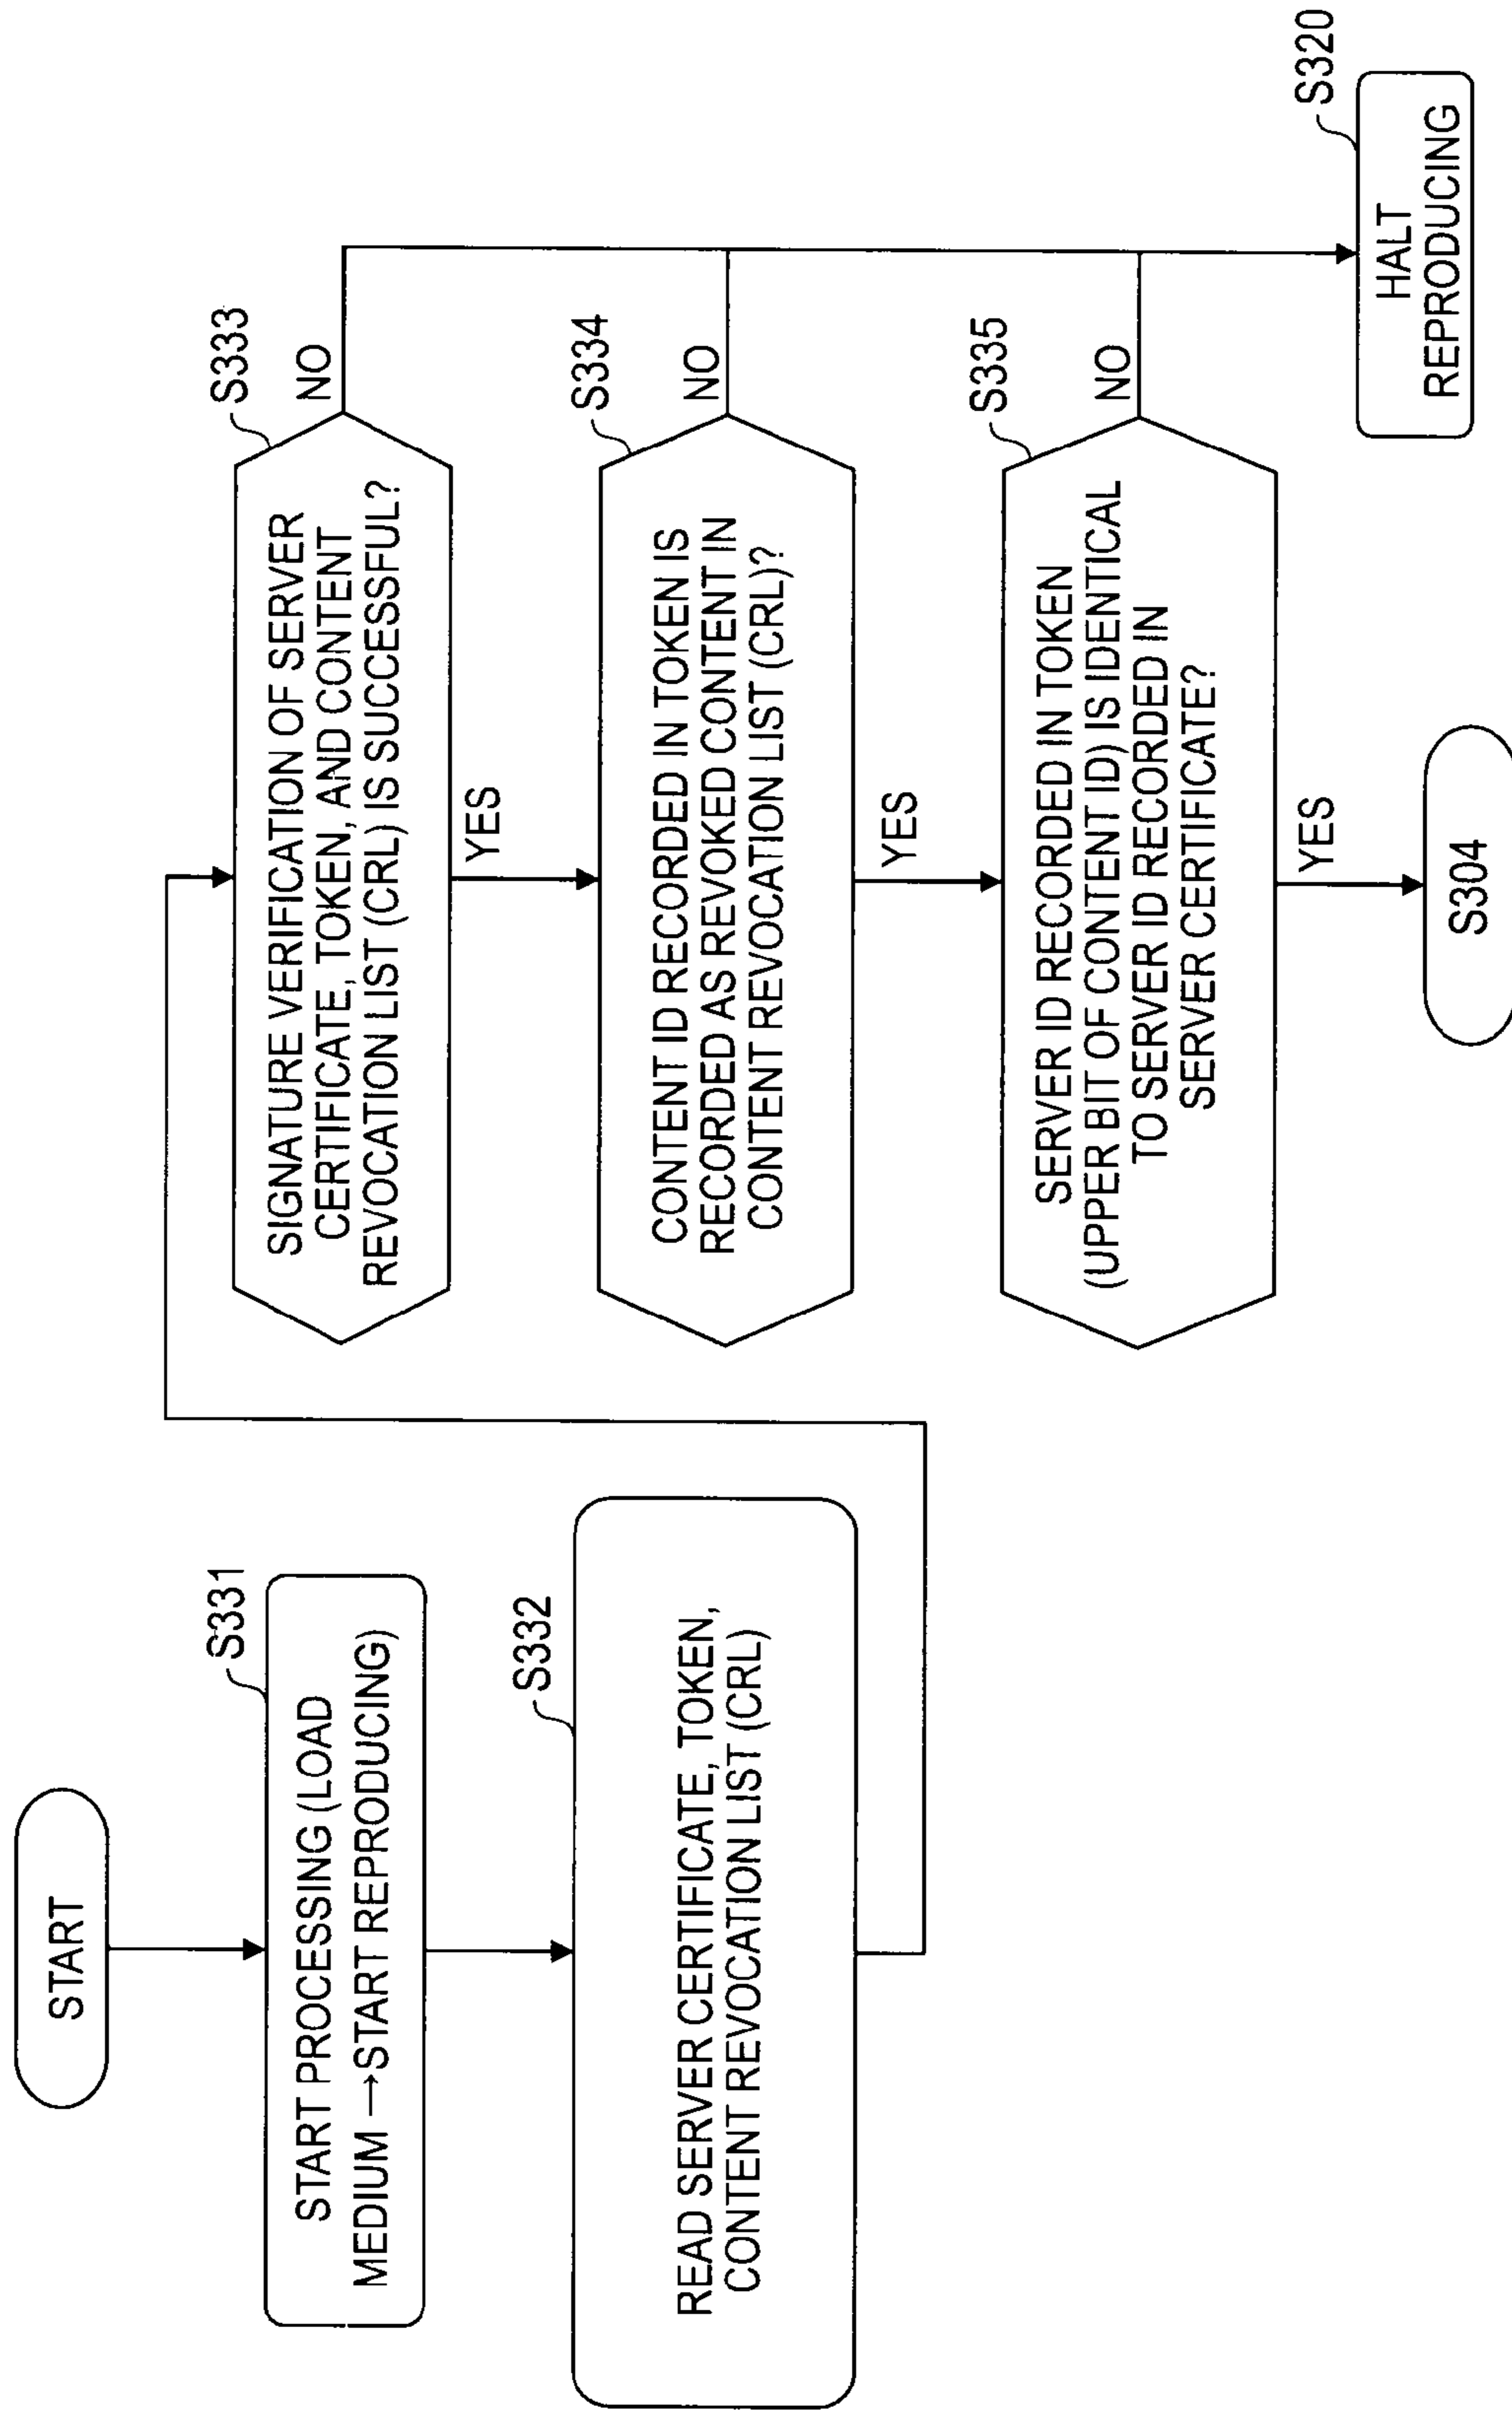 START
S331
START PROCESSING (LOAD
MEDIUM →START REPRODUCING)
S332
READ SERVER CERTIFICATE, TOKEN,
CONTENT REVOCATION LIST (CRL)
S333
SIGNATURE VERIFICATION OF SERVER
CERTIFICATE, TOKEN, AND CONTENT
REVOCATION LIST (CRL) IS SUCCESSFUL?
NO
YES
S334
CONTENT ID RECORDED IN TOKEN IS
RECORDED AS REVOKED CONTENT IN
CONTENT REVOCATION LIST (CRL)?
NO
YES
S335
SERVER ID RECORDED IN TOKEN
(UPPER BIT OF CONTENT ID) IS IDENTICAL
TO SERVER ID RECORDED IN
SERVER CERTIFICATE?
NO
YES
S320
HALT
REPRODUCING
S304